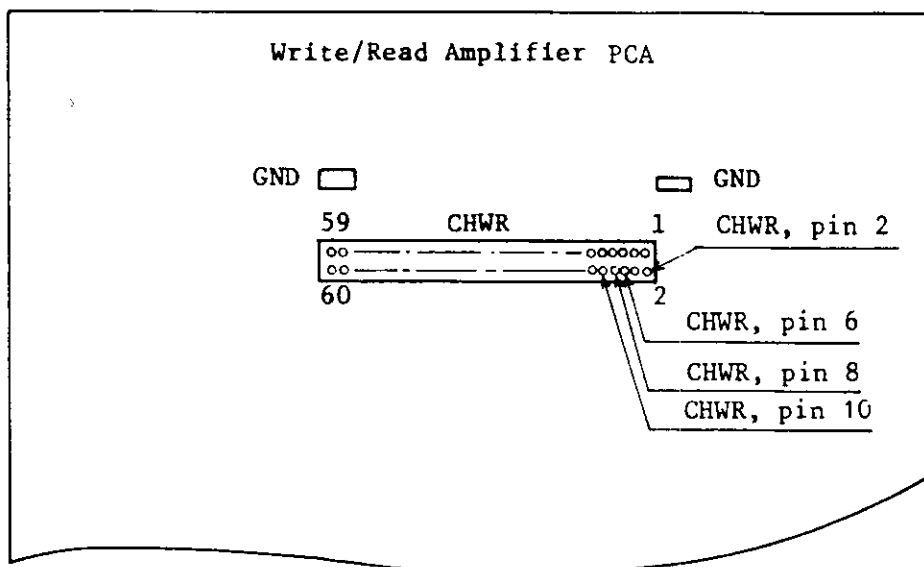 Write/Read Amplifier PCA
GND GND
59 CHWR 1
CHWR, pin 2
60 2
CHWR, pin 6
CHWR, pin 8
CHWR, pin 10